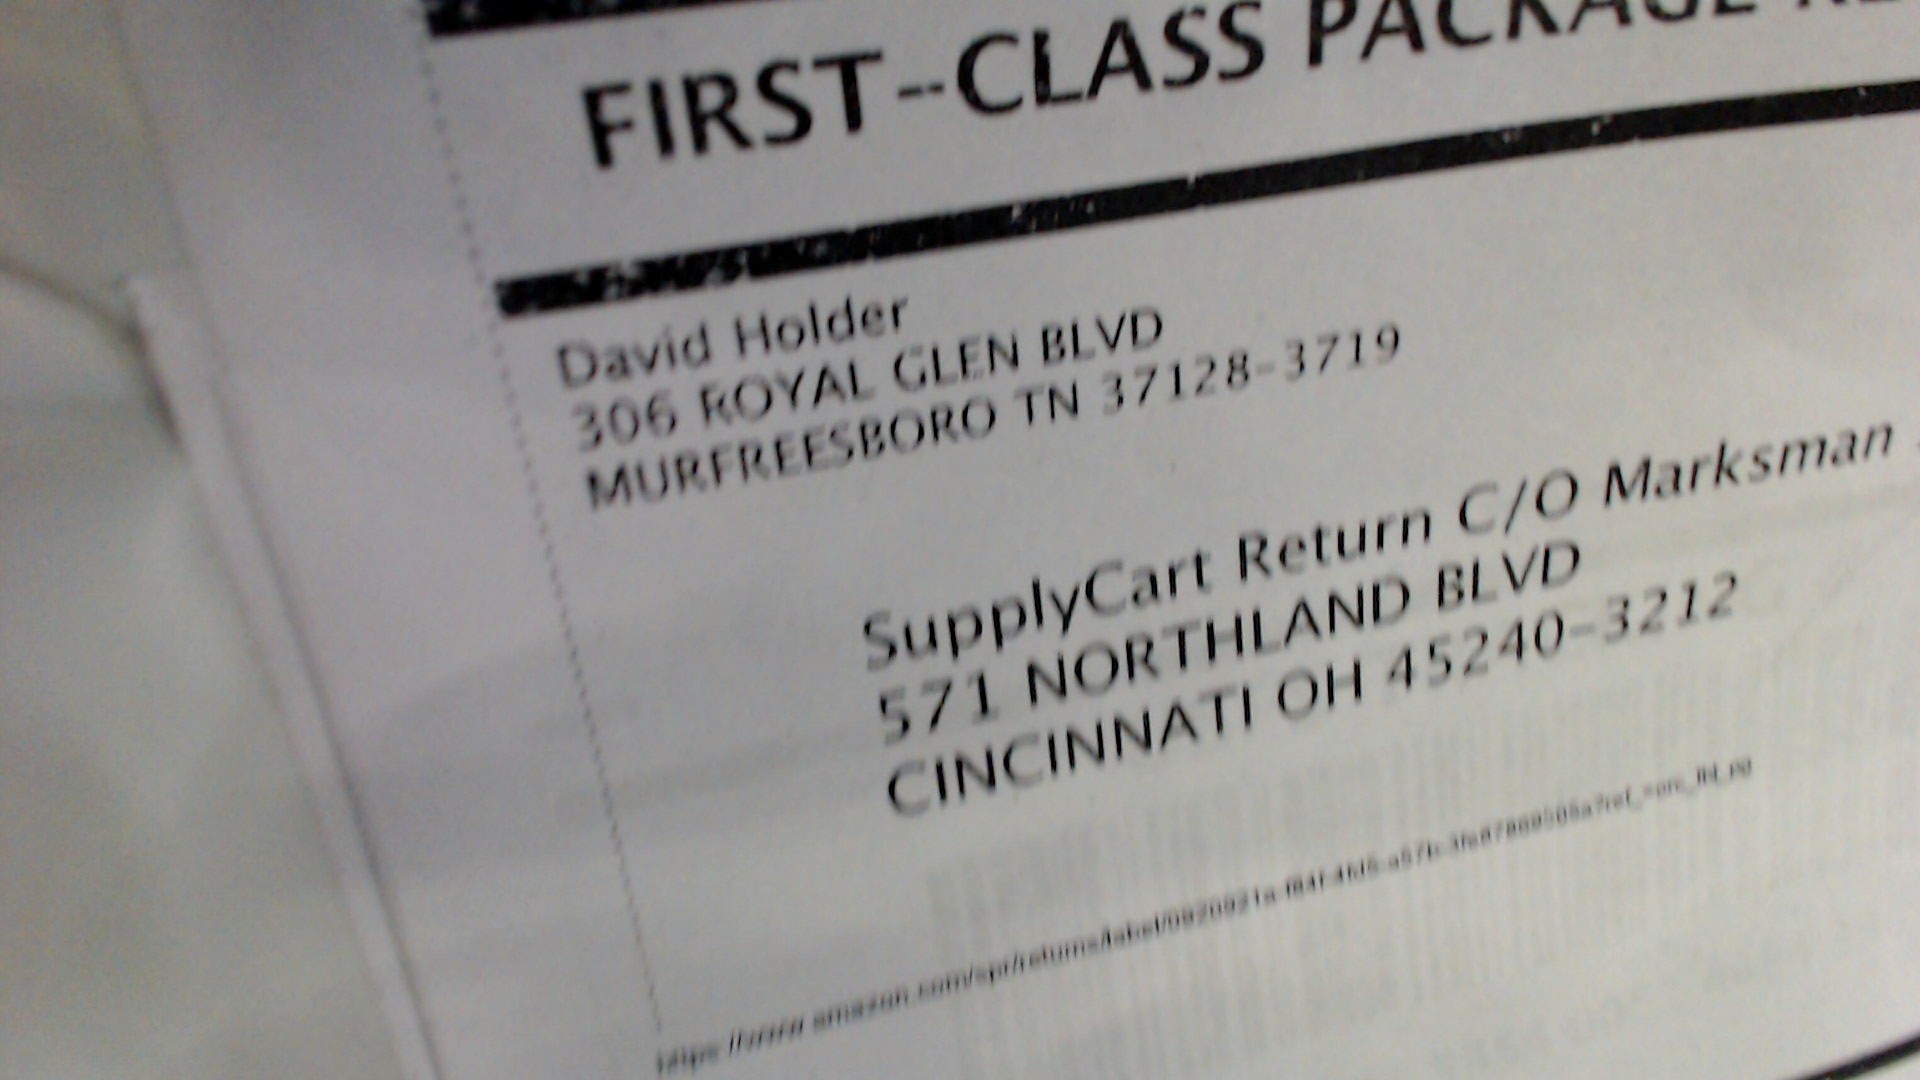 FIRST-CLASS PACKAGE
David Holder
306 ROYAL GLEN BLVD
MURFREESBORO TN 37128-3719
SupplyCart Return C/O Marksman
571 NORTHLAND BLVD
CINCINNATI OH 45240-3212